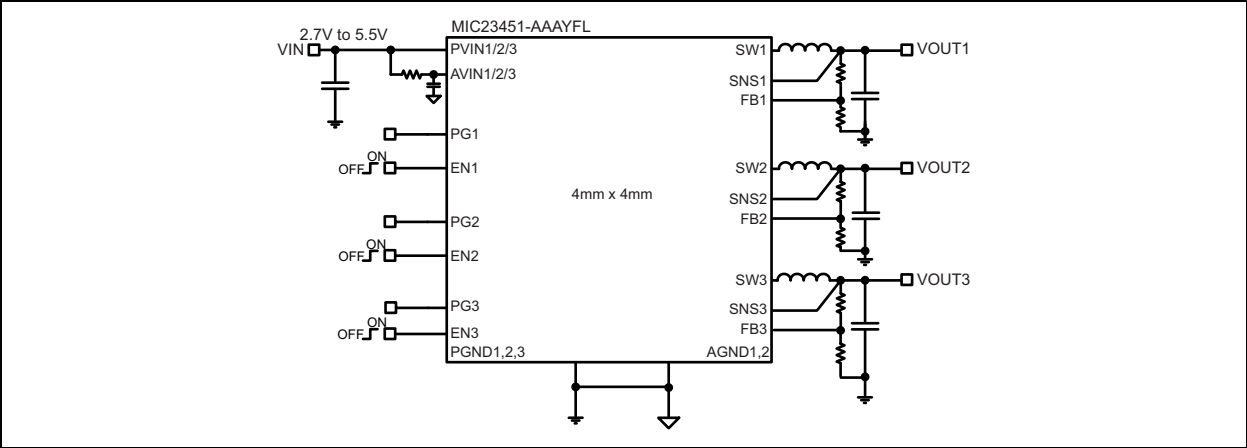 MIC23451-AAAYFL
2.7V to 5.5V
VIN
PVIN1/2/3
AVIN1/2/3
PG1
ON
OFF
EN1
PG2
ON
OFF
EN2
PG3
ON
OFF
EN3
PGND1,2,3
4mm x 4mm
SW1
VOUT1
SNS1
FB1
SW2
VOUT2
SNS2
FB2
SW3
VOUT3
SNS3
FB3
AGND1,2